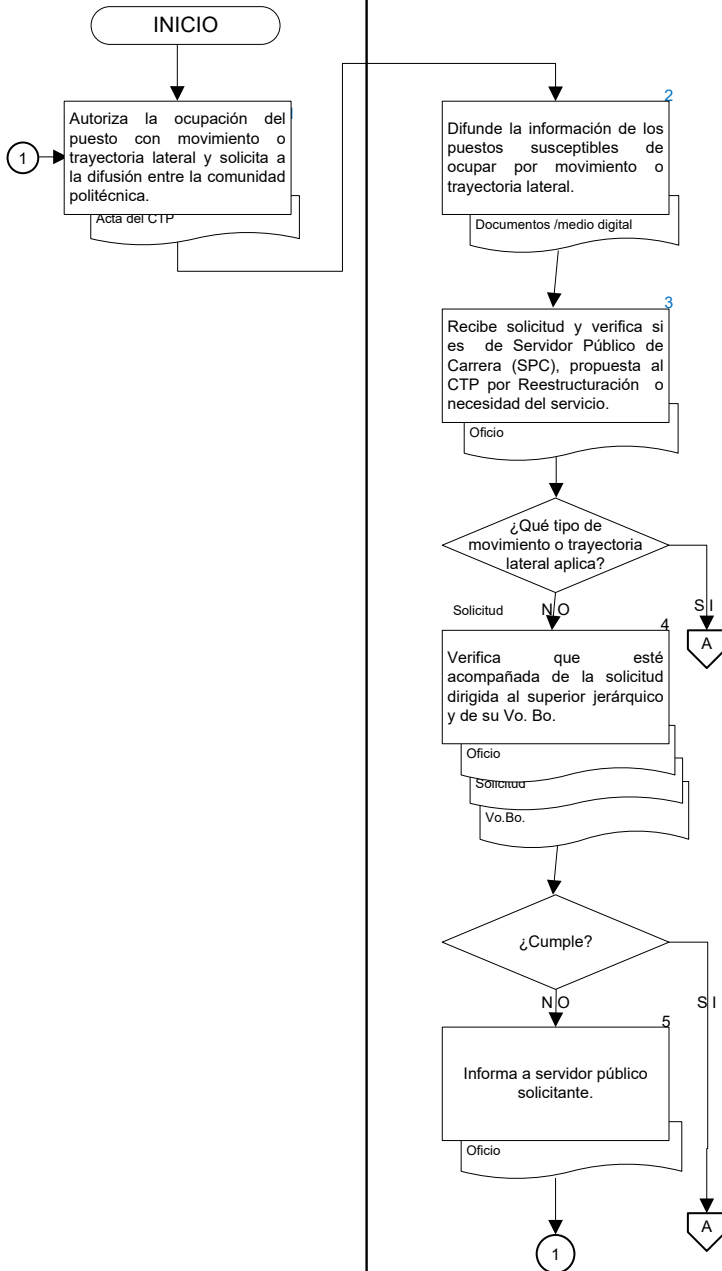 INICIO
1
Autoriza la ocupación del
puesto con movimiento o
trayectoria lateral y solicita a
la difusión entre la comunidad
politécnica.
Acta del CTP
1
2
Difunde la información de los
puestos susceptibles de
ocupar por movimiento o
trayectoria lateral.
Documentos /medio digital
3
Recibe solicitud y verifica si
es de Servidor Público de
Carrera (SPC), propuesta al
CTP por Reestructuración o
necesidad del servicio.
Oficio
¿Qué tipo de
movimiento o trayectoria
lateral aplica?
Solicitud
NO
SI
A
4
Verifica que esté
acompañada de la solicitud
dirigida al superior jerárquico
y de su Vo. Bo.
Oficio
Solicitud
Vo.Bo.
¿Cumple?
NO
SI
5
Informa a servidor público
solicitante.
Oficio
A
1